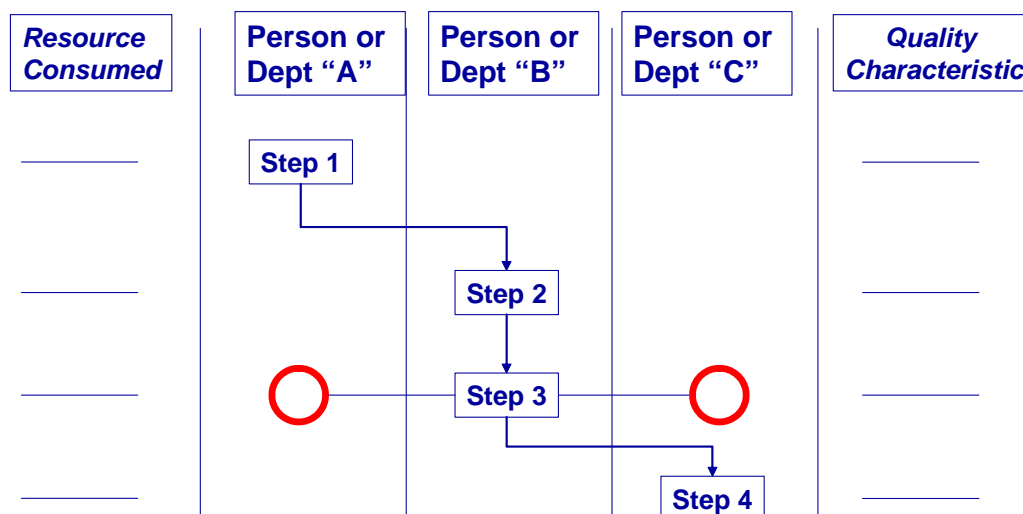 Resource
Consumed
Person or
Dept “A”
Person or
Dept “B”
Person or
Dept “C”
Quality
Characteristic
Step 1
Step 2
Step 3
Step 4